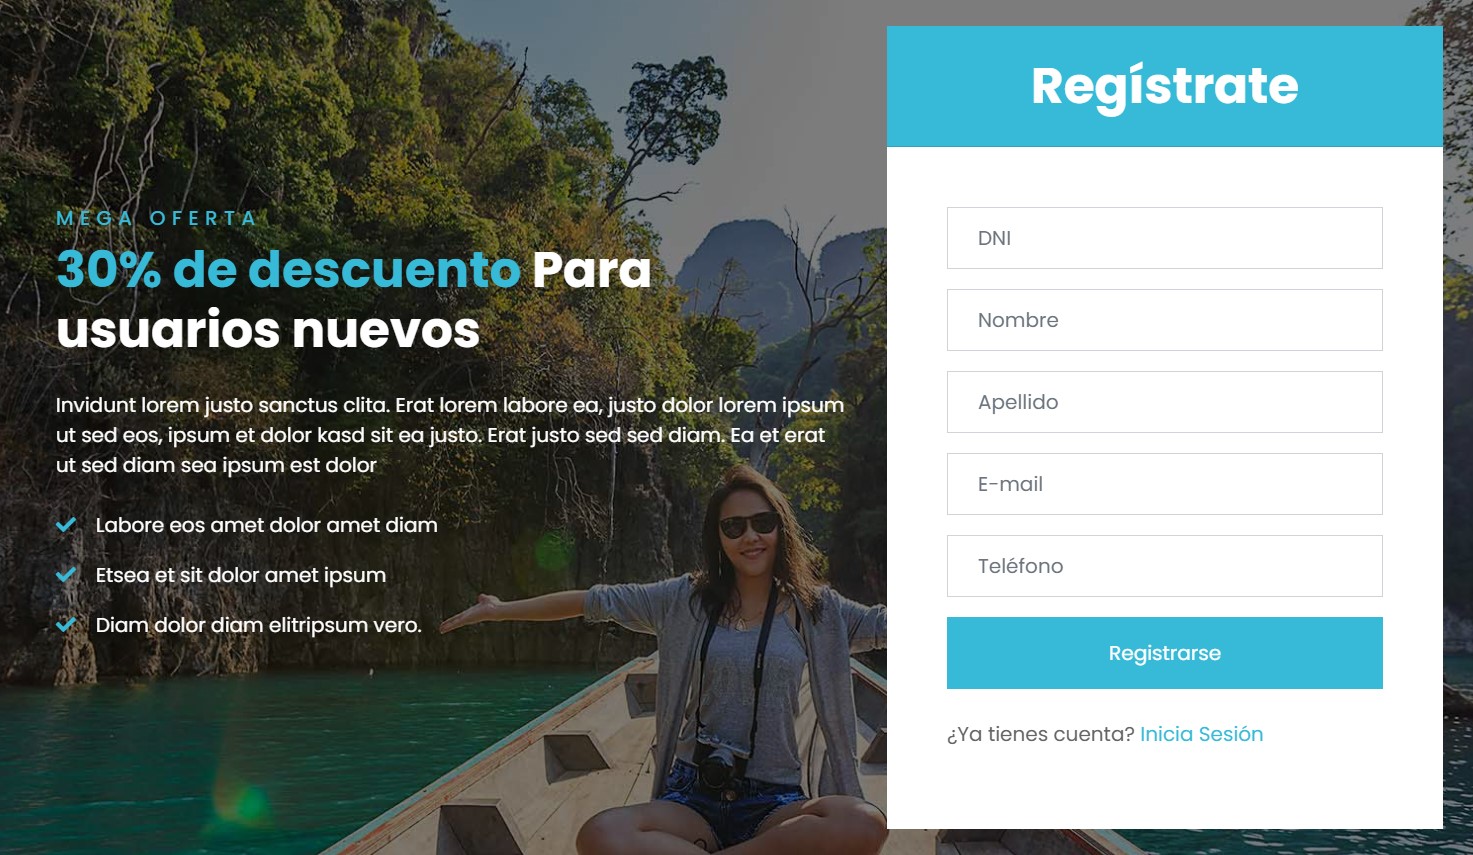 MEGA OFERTA
30% de descuento Para
usuarios nuevos
Invidunt lorem justo sanctus clita. Erat lorem labore ea, justo dolor lorem ipsum
ut sed eos, ipsum et dolor kasd sit ea justo. Erat justo sed sed diam. Ea et erat
ut sed diam sea ipsum est dolor
Labore eos amet dolor amet diam
Etsea et sit dolor amet ipsum
Diam dolor diam elitripsum vero.
Regístrate
DNI
Nombre
Apellido
E-mail
Teléfono
Registrarse
¿Ya tienes cuenta? Inicia Sesión